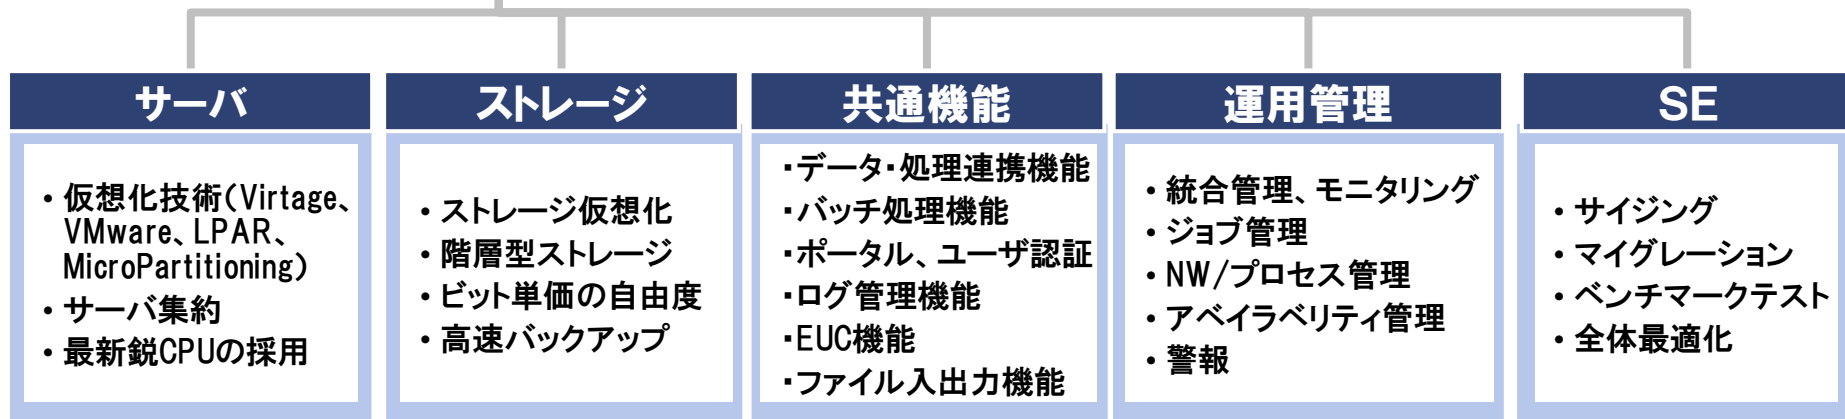 サーバ
・仮想化技術(Virtage、
VMware、LPAR、
MicroPartitioning)
・サーバ集約
・最新鋭CPUの採用
ストレージ
・ストレージ仮想化
・階層型ストレージ
・ビット単価の自由度
・高速バックアップ
共通機能
・データ・処理連携機能
・バッチ処理機能
・ポータル、ユーザ認証
・ログ管理機能
・EUC機能
・ファイル入出力機能
運用管理
・統合管理、モニタリング
・ジョブ管理
・NW/プロセス管理
・アベイラベリティ管理
・警報
SE
・サイジング
・マイグレーション
・ベンチマークテスト
・全体最適化